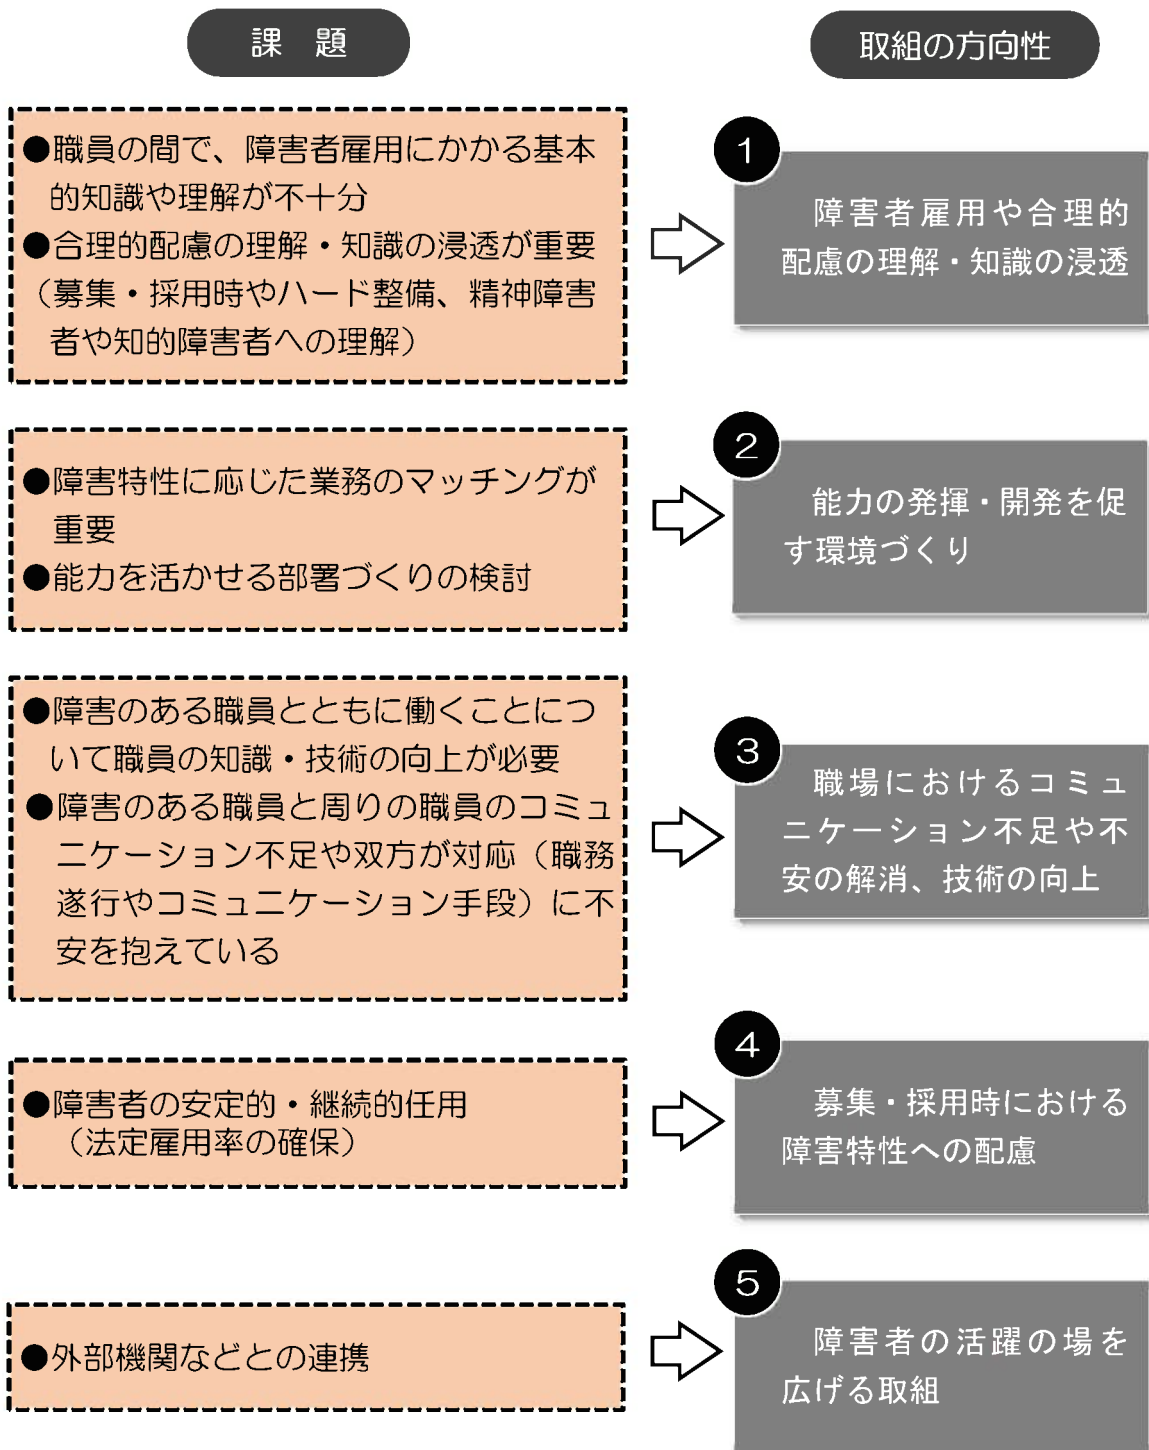 課 題
取組の方向性
●職員の間で、障害者雇用にかかる基本
的知識や理解が不十分
●合理的配慮の理解・知識の浸透が重要
（募集・採用時やハード整備、精神障害
者や知的障害者への理解）
1
障害者雇用や合理的
配慮の理解・知識の浸透
●障害特性に応じた業務のマッチングが
重要
●能力を活かせる部署づくりの検討
2
能力の発揮・開発を促
す環境づくり
●障害のある職員とともに働くことにつ
いて職員の知識・技術の向上が必要
●障害のある職員と周りの職員のコミュ
ニケーション不足や双方が対応（職務
遂行やコミュニケーション手段）に不
安を抱えている
3
職場におけるコミュ
ニケーション不足や不
安の解消、技術の向上
●障害者の安定的・継続的任用
（法定雇用率の確保）
4
募集・採用時における
障害特性への配慮
●外部機関などとの連携
5
障害者の活躍の場を
広げる取組